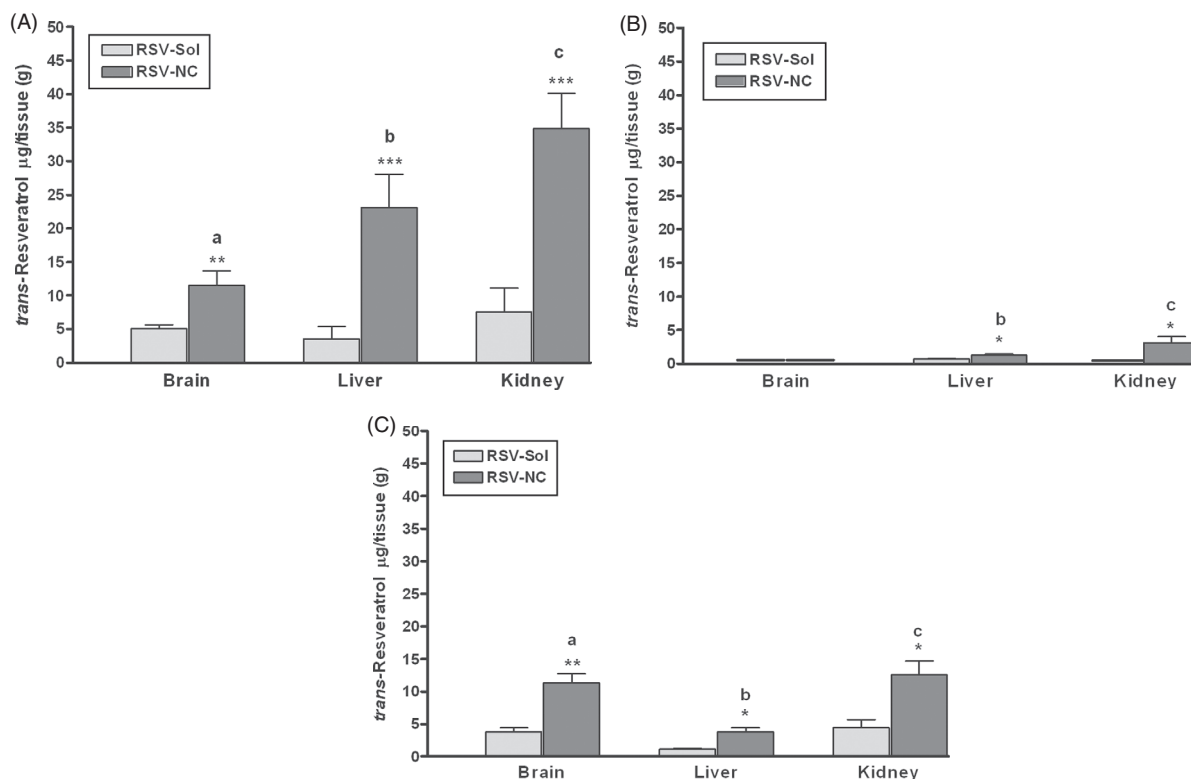 (A)
trans-Resveratrol µg/tissue (g)
50
45
40
35
30
25
20
15
10
5
0
RSV-Sol
RSV-NC
a
**
b
***
c
***
Brain Liver Kidney
(B)
trans-Resveratrol µg/tissue (g)
50
45
40
35
30
25
20
15
10
5
0
RSV-Sol
RSV-NC
b
*
c
*
Brain Liver Kidney
(C)
trans-Resveratrol µg/tissue (g)
50
45
40
35
30
25
20
15
10
5
0
RSV-Sol
RSV-NC
a
**
b
*
c
*
Brain Liver Kidney